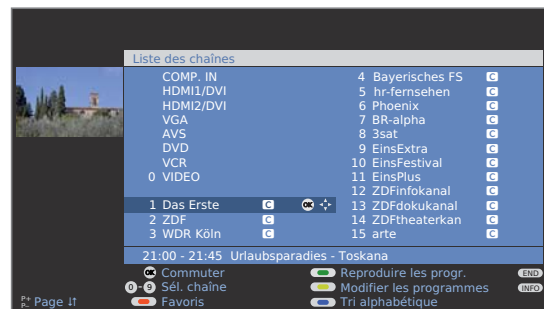 Liste des chaînes
COMP. IN
HDMI1/DVI
HDMI2/DVI
VGA
AVS
DVD
VCR
0 VIDEO
1 Das Erste C OK
2 ZDF C
3 WDR Köln C
4 Bayerisches FS C
5 hr-fernsehen C
6 Phoenix C
7 BR-alpha C
8 3sat C
9 EinsExtra C
10 EinsFestival C
11 EinsPlus C
12 ZDFinfokanal C
13 ZDFdokukanal C
14 ZDFtheaterkan C
15 arte C
21:00 - 21:45 Urlaubsparadies - Toskana
OK Commuter
0-9 Sél. chaîne
P+ P- Page
Favoris
Reproduire les progr. END
Modifier les programmes INFO
Tri alphabétique